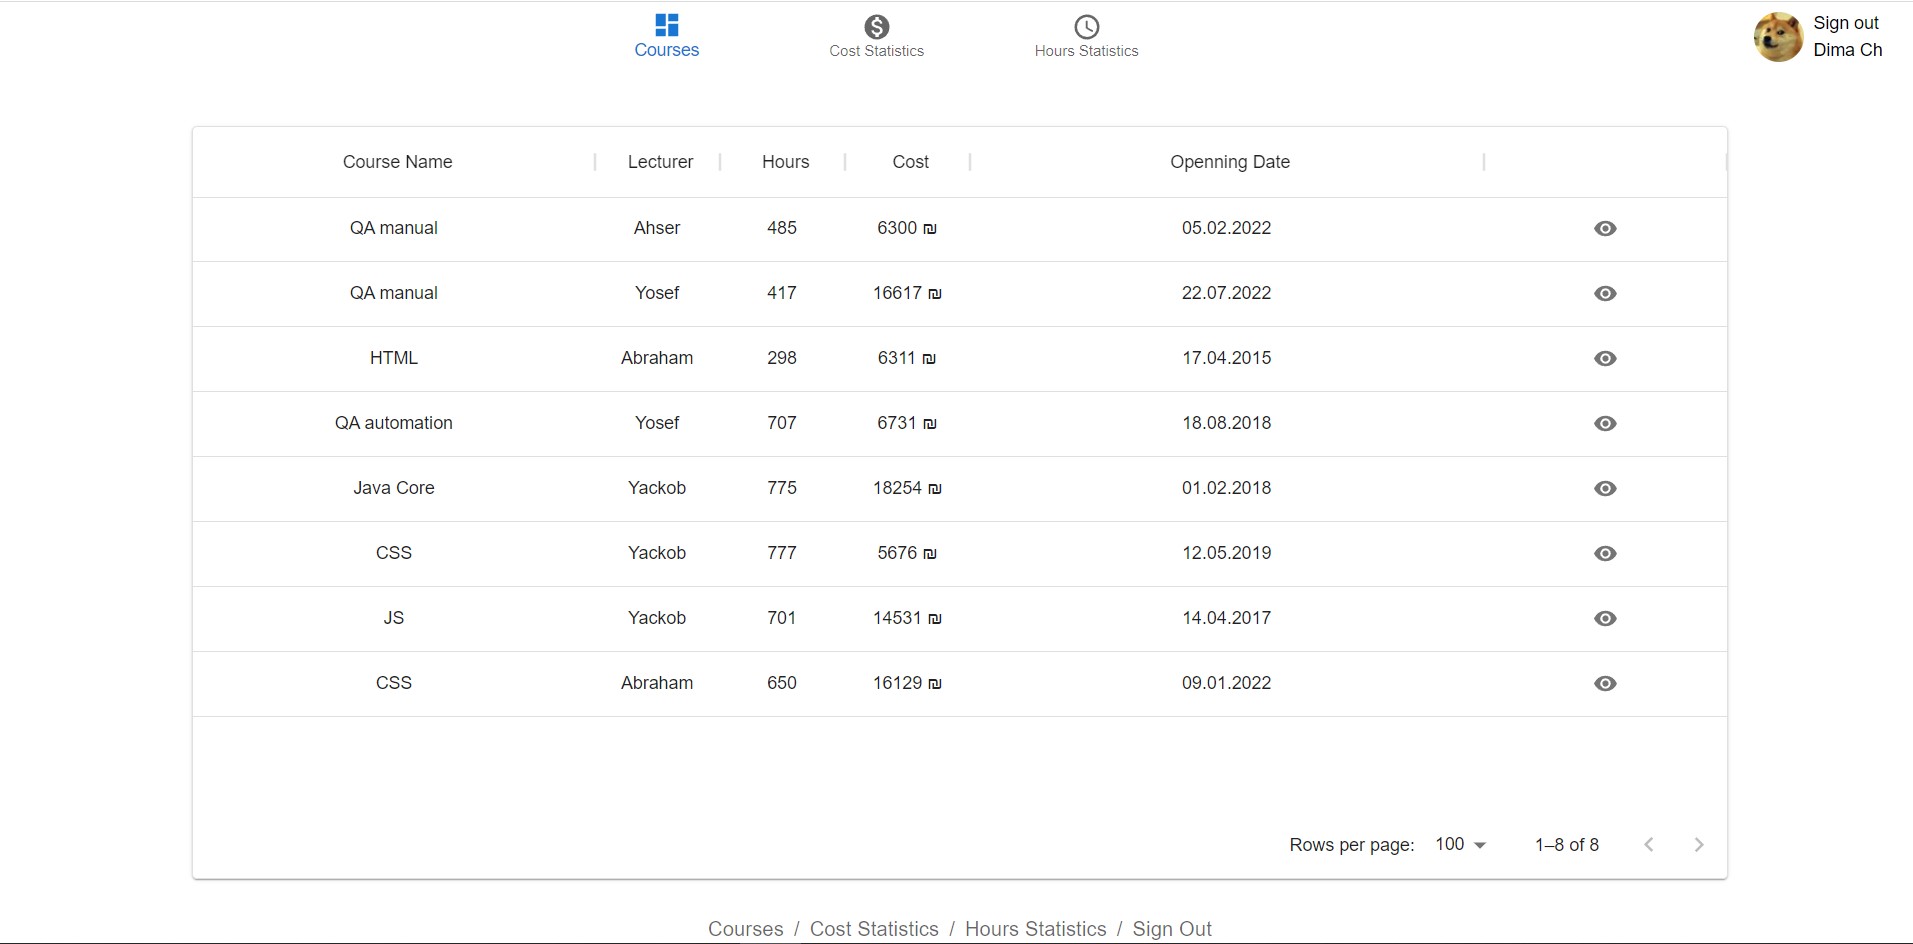 Courses Cost Statistics Hours Statistics
Sign out
Dima Ch
Course Name Lecturer Hours Cost Openning Date
QA manual Ahser 485 6300 ₪ 05.02.2022
QA manual Yosef 417 16617 ₪ 22.07.2022
HTML Abraham 298 6311 ₪ 17.04.2015
QA automation Yosef 707 6731 ₪ 18.08.2018
Java Core Yackob 775 18254 ₪ 01.02.2018
CSS Yackob 777 5676 ₪ 12.05.2019
JS Yackob 701 14531 ₪ 14.04.2017
CSS Abraham 650 16129 ₪ 09.01.2022
Rows per page: 100 1–8 of 8
Courses / Cost Statistics / Hours Statistics / Sign Out